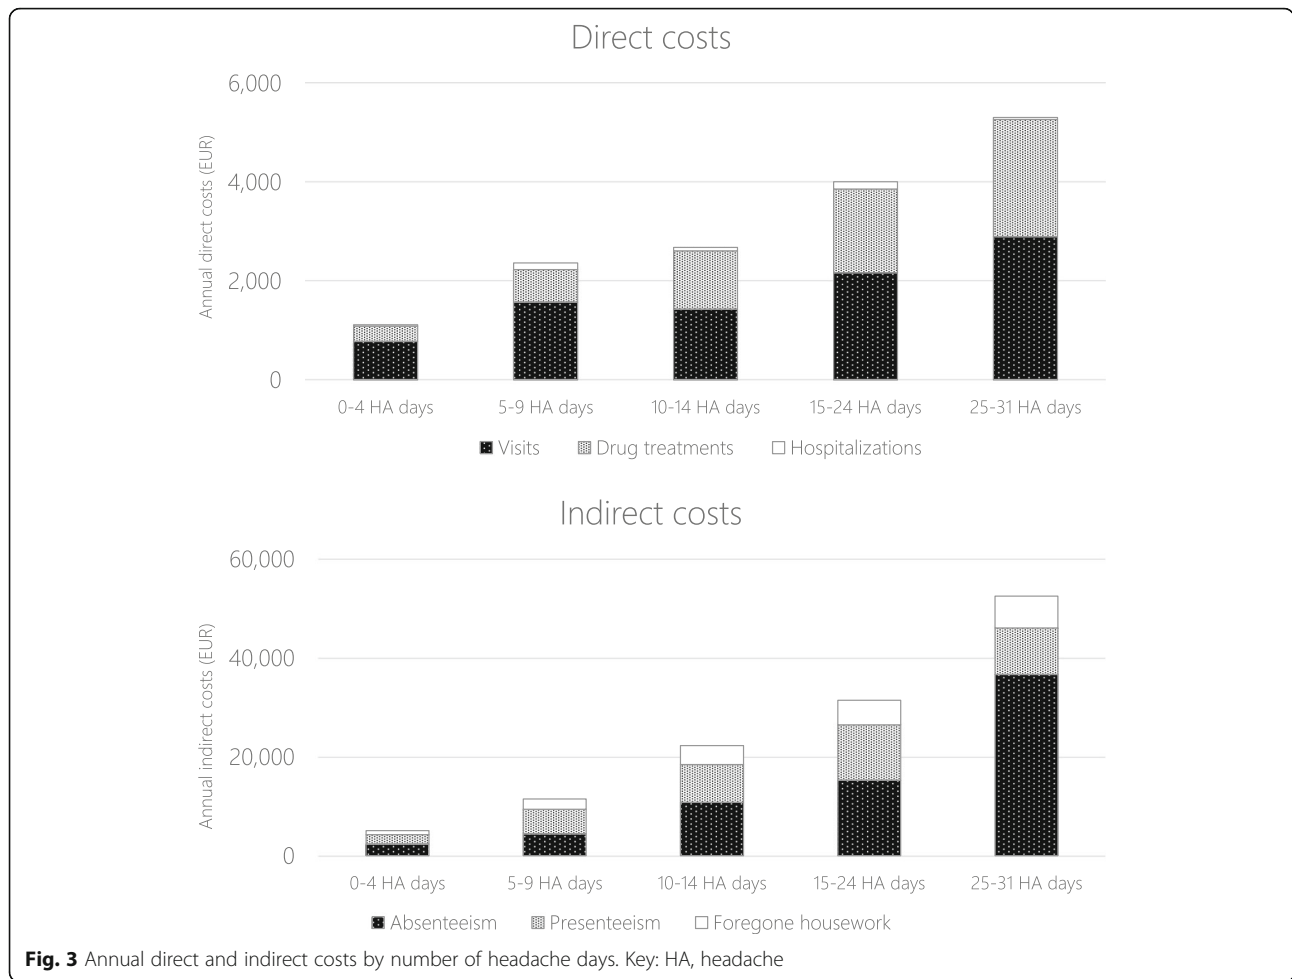 Direct costs
Annual direct costs (EUR)
6,000
4,000
2,000
0
0-4 HA days
5-9 HA days
10-14 HA days
15-24 HA days
25-31 HA days
Visits
Drug treatments
Hospitalizations
Indirect costs
Annual indirect costs (EUR)
60,000
40,000
20,000
0
0-4 HA days
5-9 HA days
10-14 HA days
15-24 HA days
25-31 HA days
Absenteeism
Presenteeism
Foregone housework
Fig. 3 Annual direct and indirect costs by number of headache days. Key: HA, headache